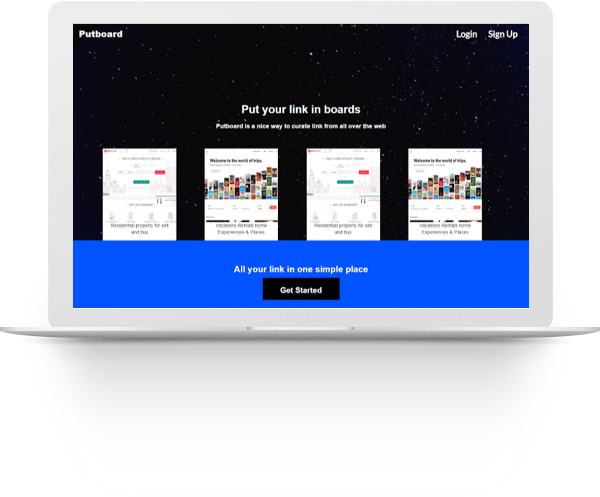 Putboard
Login Sign Up
Put your link in boards
Putboard is a nice way to curate link from all over the web
Welcome to the world of trips.
Welcome to the world of trips.
Residential property for sell
and buy
Vacations Rentals home
Experiences & Places
Residential property for sell
and buy
Vacations Rentals home
Experiences & Places
All your link in one simple place
Get Started